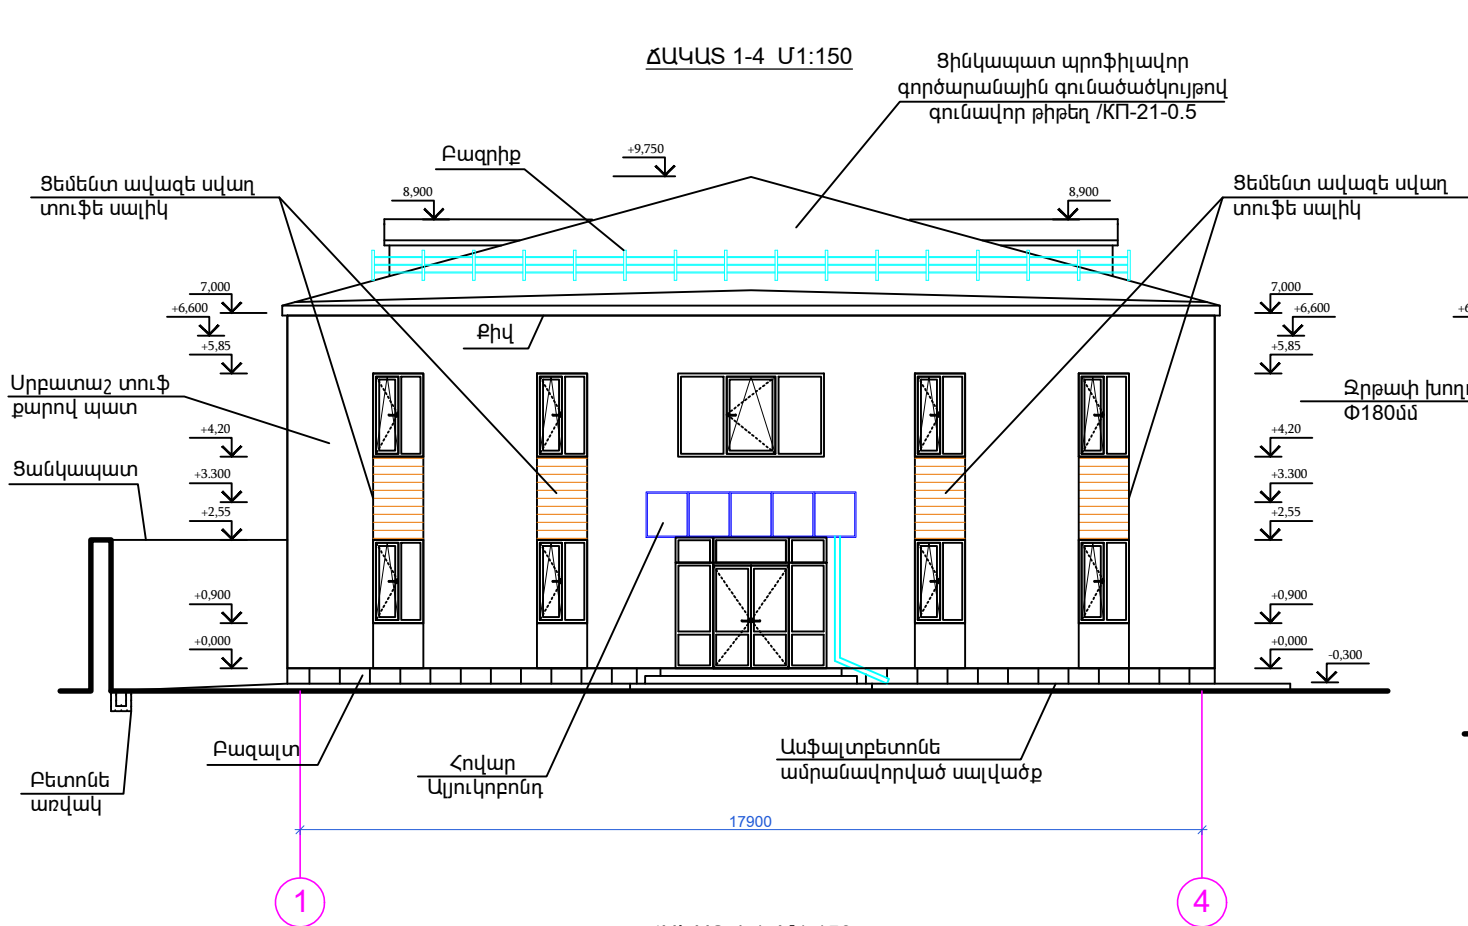 ՃԱԿԱՏ 1-4 Մ1:150
Ցինկապատ պրոֆիլավոր
գործարանային գունածածկույթով
գունավոր թիթեղ /КП-21-0.5
Բազրիք
+9,750
8,900
8,900
Ցեմենտ ավազե սվաղ
տուֆե սալիկ
Ցեմենտ ավազե սվաղ
տուֆե սալիկ
7,000
+6,600
+5,85
7,000
+6,600
+5,85
Քիվ
Սրբատաշ տուֆ
քարով պատ
Ջրթափ
Փ180մմ
+4,20
+4,20
Ցանկապատ
+3.300
+3.300
+2,55
+2,55
+0,900
+0,900
+0,000
+0,000
-0,300
Բազալտ
Հովար
Ալյուկոբոնդ
Ասֆալտբետոնե
ամրանավորված սալվածք
Բետոնե
առվակ
17900
1
4